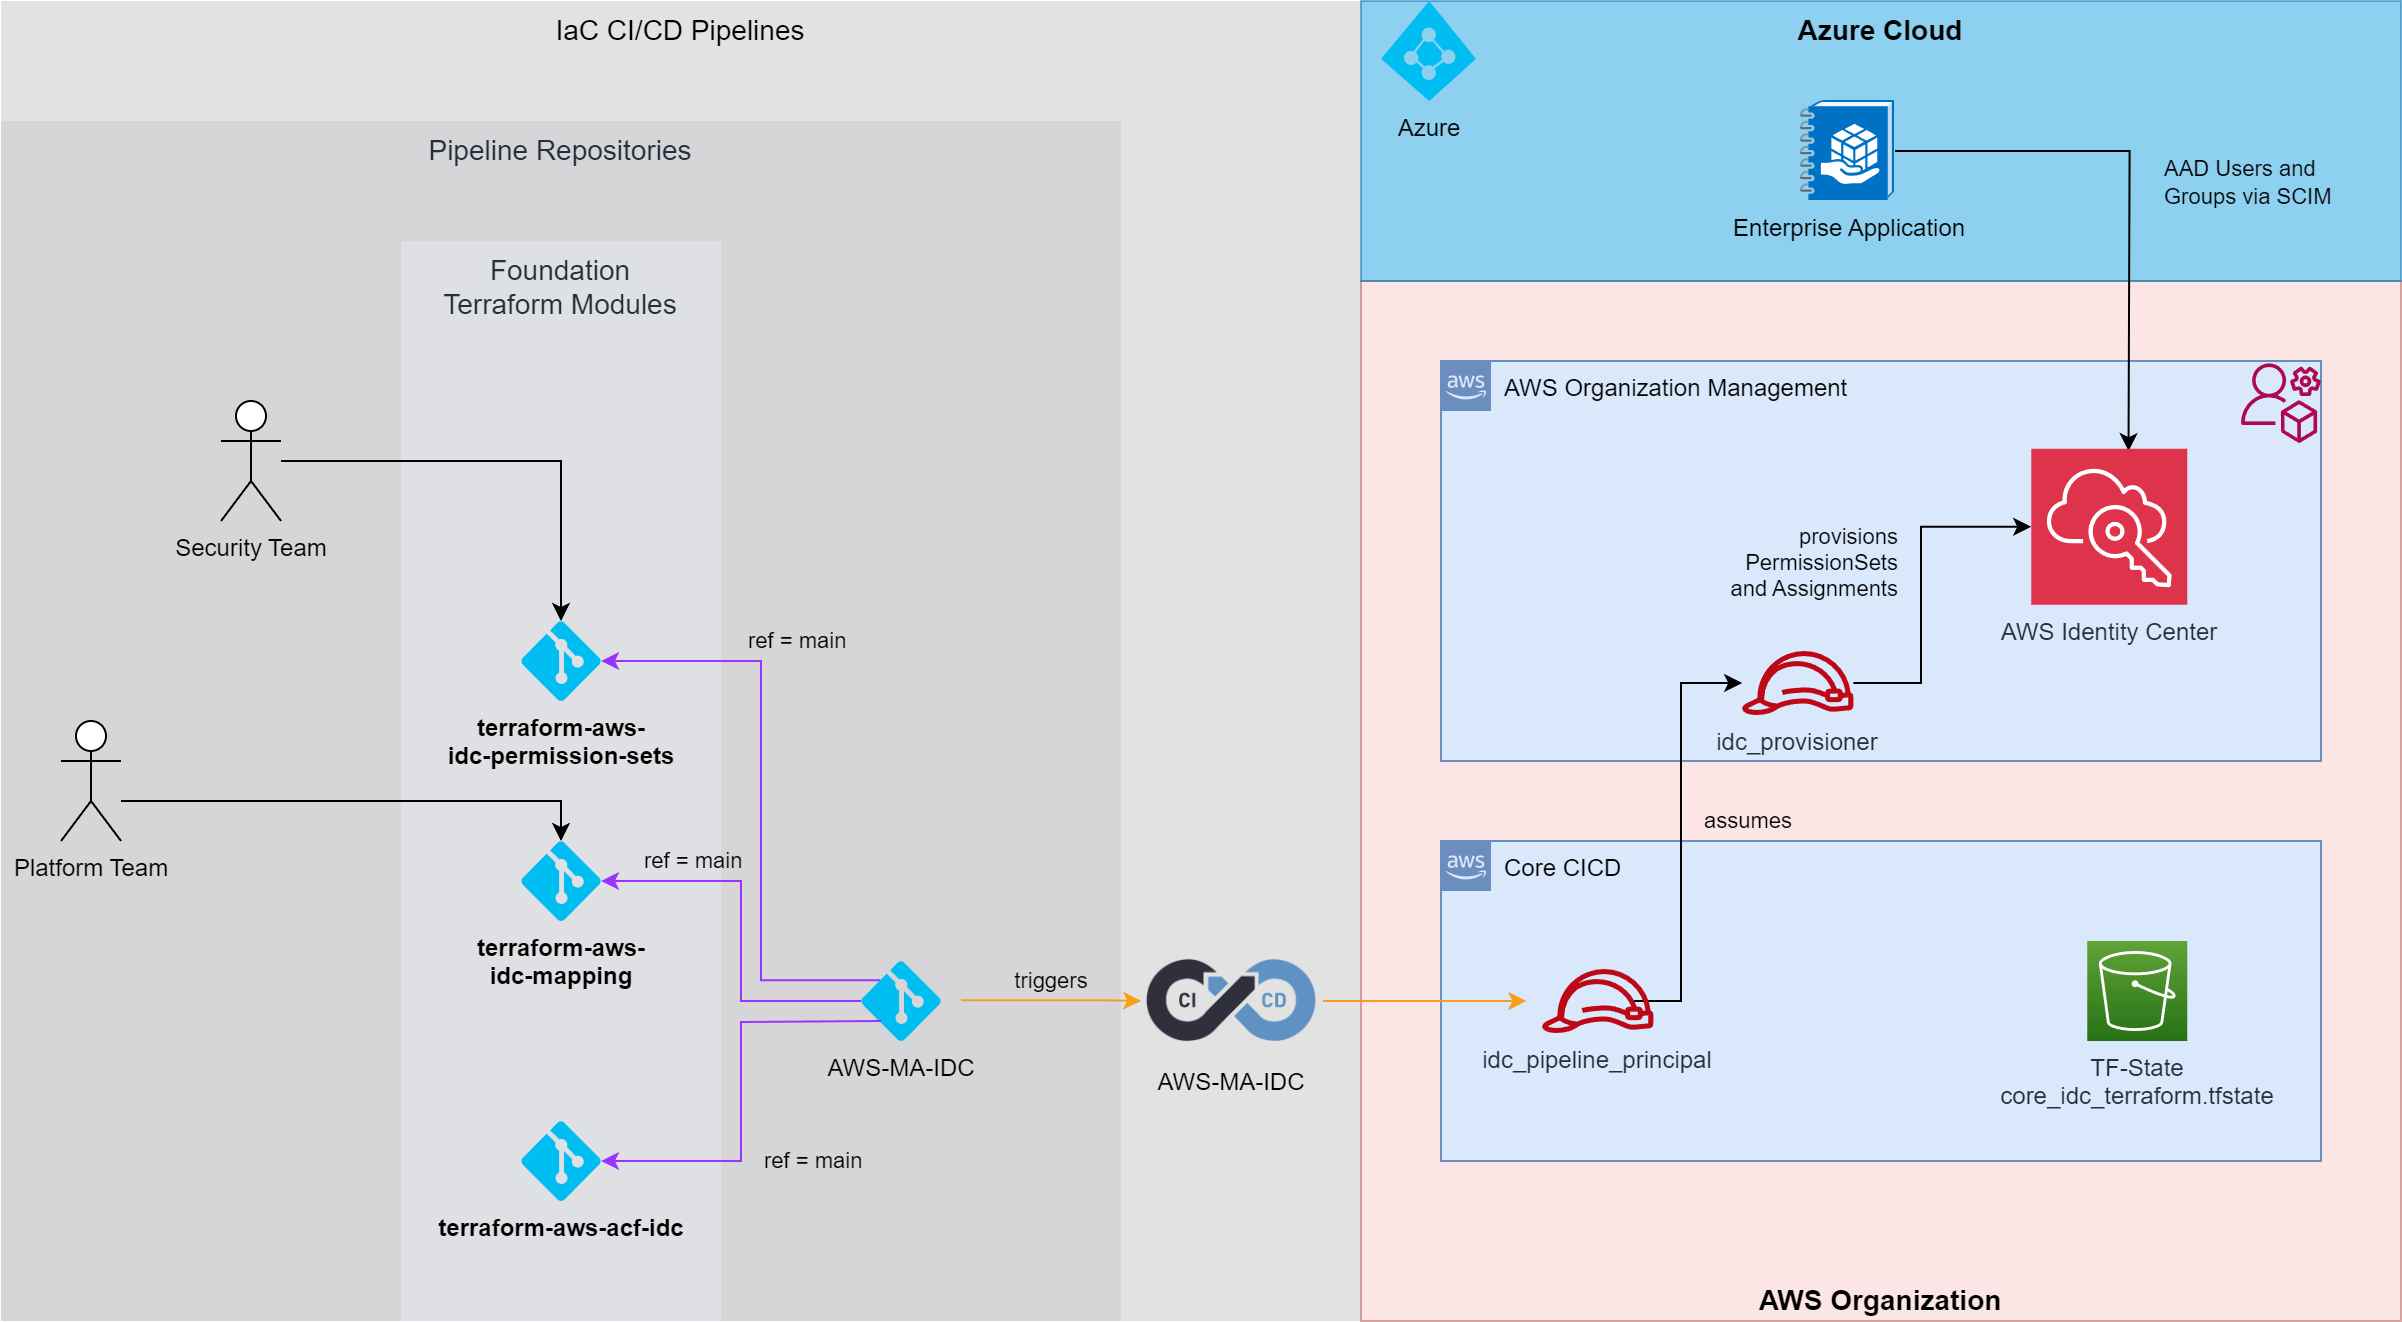 IaC CI/CD Pipelines
Pipeline Repositories
Foundation
Terraform Modules
Security Team
Platform Team
terraform-aws-
idc-permission-sets
terraform-aws-
idc-mapping
terraform-aws-acf-idc
ref = main
ref = main
ref = main
AWS-MA-IDC
triggers
CI
CD
AWS-MA-IDC
Azure Cloud
Azure
Enterprise Application
AAD Users and
Groups via SCIM
aws
AWS Organization Management
provisions
PermissionSets
and Assignments
AWS Identity Center
idc_provisioner
assumes
aws
Core CICD
idc_pipeline_principal
TF-State
core_idc_terraform.tfstate
AWS Organization